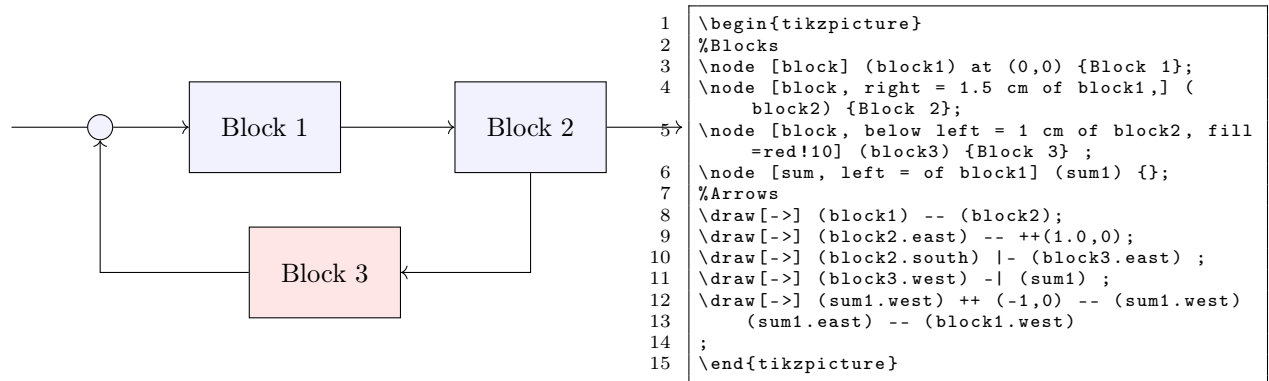 Block 1
Block 2
Block 3
1 \begin{tikzpicture}
2 %Blocks
3 \node [block] (block1) at (0,0) {Block 1};
4 \node [block, right = 1.5 cm of block1,] (
block2) {Block 2};
5 \node [block, below left = 1 cm of block2, fill
=red!10] (block3) {Block 3} ;
6 \node [sum, left = of block1] (sum1) {};
7 %Arrows
8 \draw[->] (block1) -- (block2);
9 \draw[->] (block2.east) -- ++(1.0,0);
10 \draw[->] (block2.south) |- (block3.east) ;
11 \draw[->] (block3.west) -| (sum1) ;
12 \draw[->] (sum1.west) ++ (-1,0) -- (sum1.west)
13 (sum1.east) -- (block1.west)
14 ;
15 \end{tikzpicture}